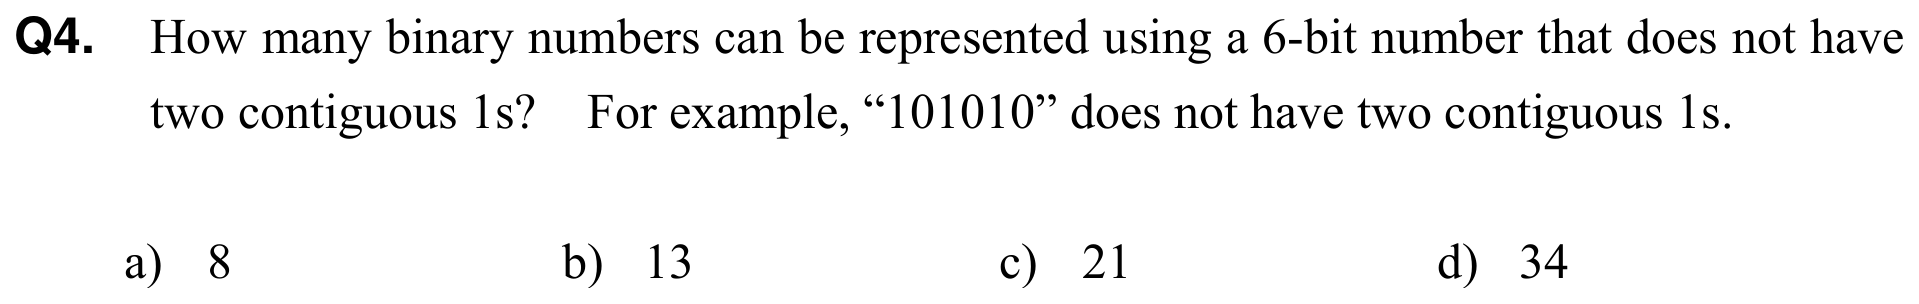 Q4. How many binary numbers can be represented using a 6-bit number that does not have
two contiguous 1s? For example, “101010” does not have two contiguous 1s.
a) 8 b) 13 c) 21 d) 34